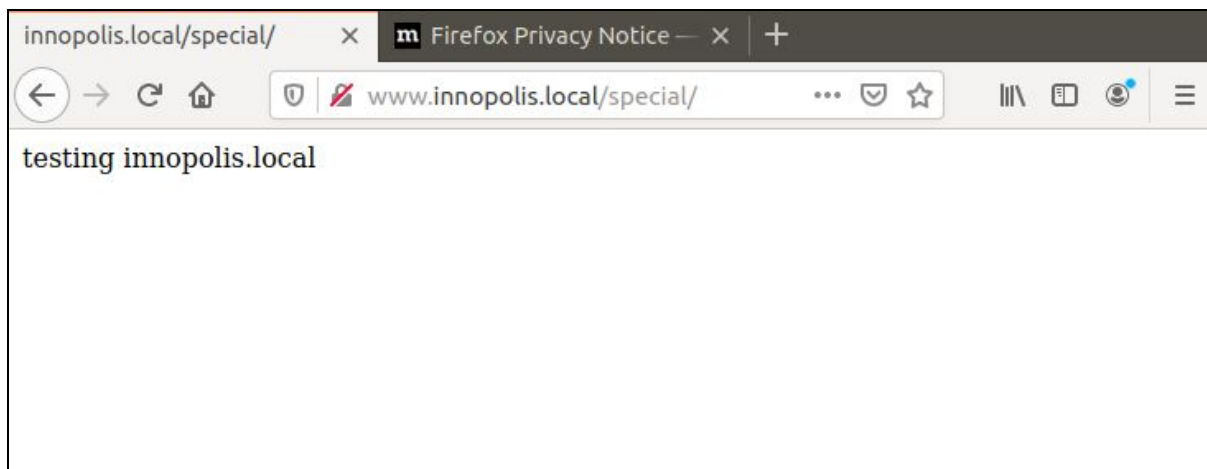 innopolis.local/special/
m Firefox Privacy Notice —
www.innopolis.local/special/
testing innopolis.local